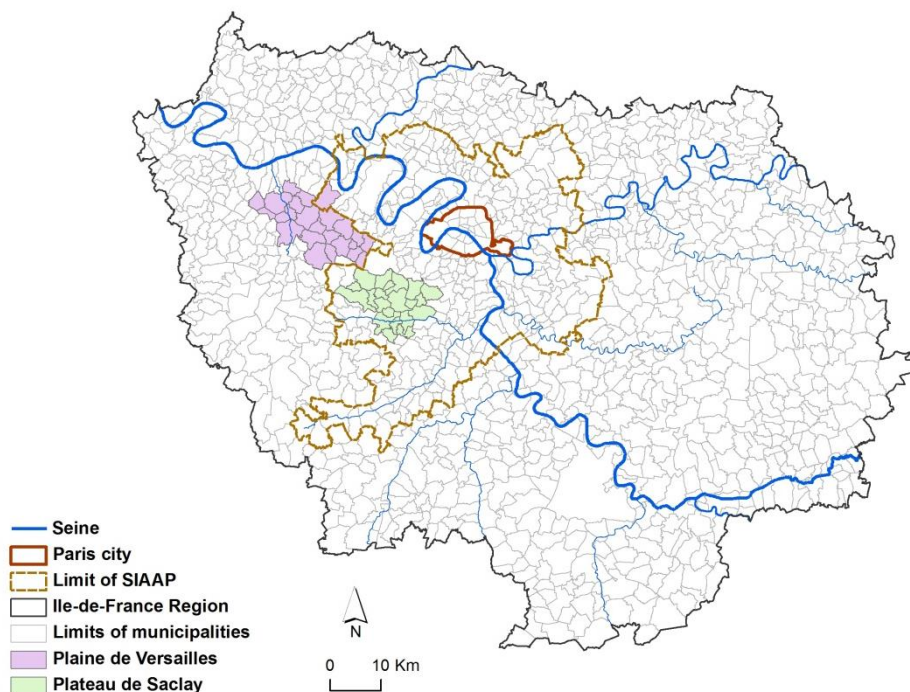 Seine
Paris city
Limit of SIAAP
Ile-de-France Region
Limits of municipalities
Plaine de Versailles
Plateau de Saclay
N
0 10 Km